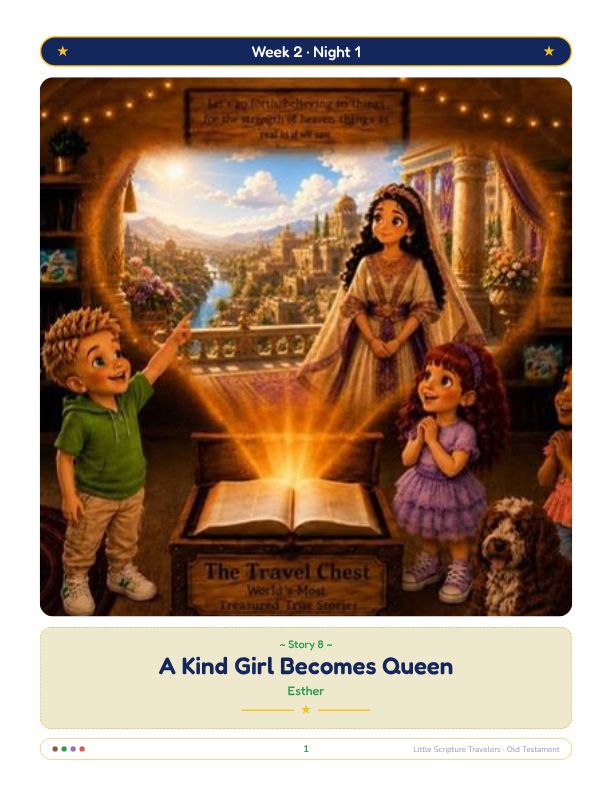 Week 2 · Night 1
Let's go forth, believing in things
for the strength of heaven things as
real as if we saw
The Travel Chest
World's Most
Treasured True Stories
~ Story 8 ~
A Kind Girl Becomes Queen
Esther
1
Little Scripture Travelers · Old Testament